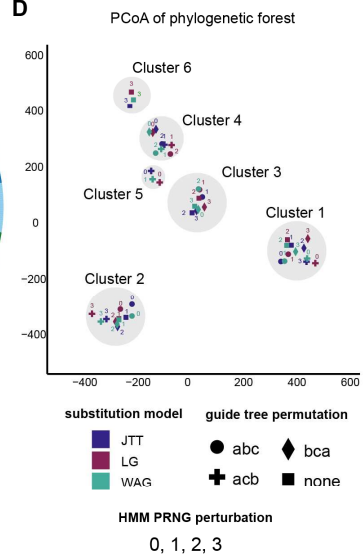 D
PCoA of phylogenetic forest
600
Cluster 6
400
Cluster 4
200
Cluster 3
Cluster 5
0
Cluster 1
−200
Cluster 2
−400
−400 −200 0 200 400 600
substitution model guide tree permutation
JTT abc bca
LG acb none
WAG
HMM PRNG perturbation
0, 1, 2, 3